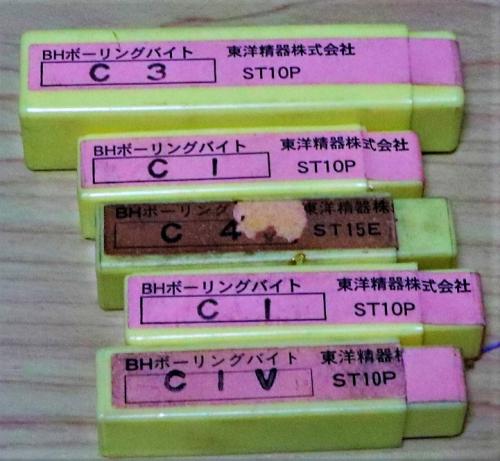 BHボーリングバイト 東洋精器株式会社
C 3 ST10P
BHボーリングバイト 東洋精器株式会社
C 1 ST10P
BHボーリング 東洋精器株
C 4 ST15E
BHボーリングバイト 東洋精器株式会社
C 1 ST10P
BHボーリングバイト 東洋精器株
C 1 V ST10P